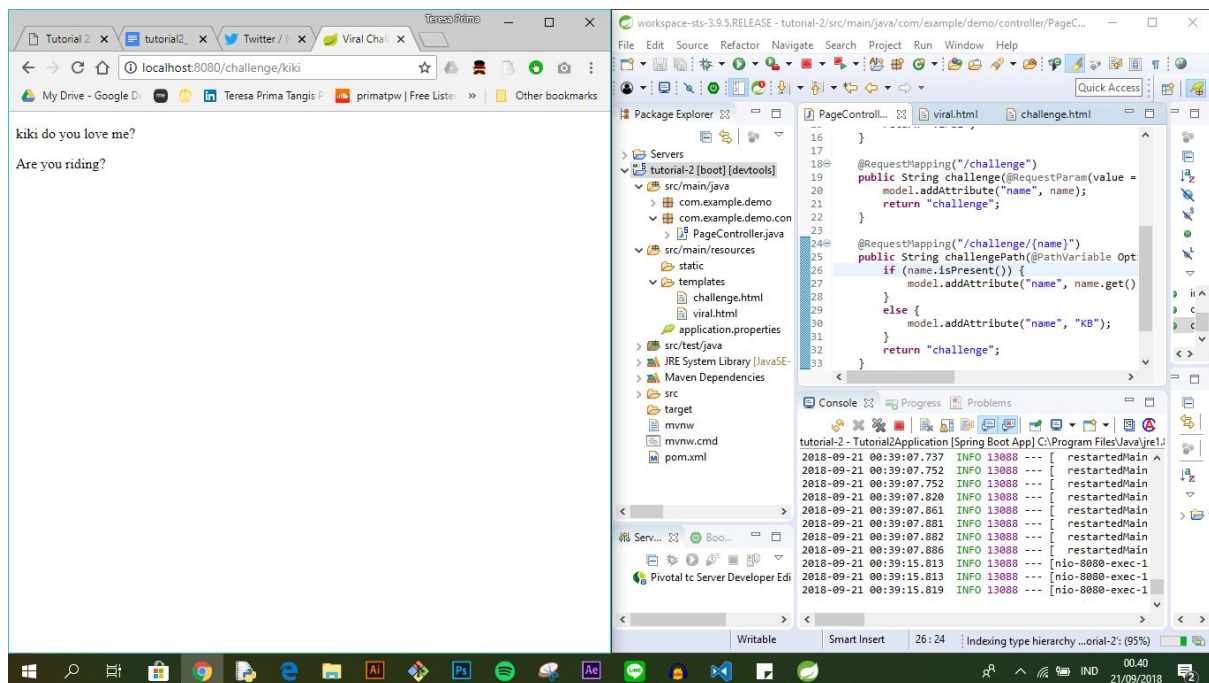 Teresa Prima
Tutorial 2
tutorial2_
Twitter /
Viral Chal
localhost:8080/challenge/kiki
My Drive - Google Dr
Teresa Prima Tangis P
primatpw | Free Liste
»
Other bookmarks
kiki do you love me?
Are you riding?
workspace-sts-3.9.5.RELEASE - tutorial-2/src/main/java/com/example/demo/controller/PageC...
File Edit Source Refactor Navigate Search Project Run Window Help
Quick Access
Package Explorer
Servers
tutorial-2 [boot] [devtools]
src/main/java
com.example.demo
com.example.demo.con
PageController.java
src/main/resources
static
templates
challenge.html
viral.html
application.properties
src/test/java
JRE System Library [JavaSE-
Maven Dependencies
src
target
mvnw
mvnw.cmd
pom.xml
Serv...
Boo...
Pivotal tc Server Developer Edi
PageControll...
viral.html
challenge.html
16 }
17
18 @RequestMapping("/challenge")
19 public String challenge(@RequestParam(value =
20 model.addAttribute("name", name);
21 return "challenge";
22 }
23
24 @RequestMapping("/challenge/{name}")
25 public String challengePath(@PathVariable Opt
26 if (name.isPresent()) {
27 model.addAttribute("name", name.get()
28 }
29 else {
30 model.addAttribute("name", "KB");
31 }
32 return "challenge";
33 }
Console
Progress
Problems
tutorial-2 - Tutorial2Application [Spring Boot App] C:\Program Files\Java\jre1.8
2018-09-21 00:39:07.737 INFO 13088 --- [ restartedMain
2018-09-21 00:39:07.752 INFO 13088 --- [ restartedMain
2018-09-21 00:39:07.752 INFO 13088 --- [ restartedMain
2018-09-21 00:39:07.820 INFO 13088 --- [ restartedMain
2018-09-21 00:39:07.861 INFO 13088 --- [ restartedMain
2018-09-21 00:39:07.881 INFO 13088 --- [ restartedMain
2018-09-21 00:39:07.882 INFO 13088 --- [ restartedMain
2018-09-21 00:39:07.886 INFO 13088 --- [ restartedMain
2018-09-21 00:39:15.813 INFO 13088 --- [nio-8080-exec-1
2018-09-21 00:39:15.813 INFO 13088 --- [nio-8080-exec-1
2018-09-21 00:39:15.819 INFO 13088 --- [nio-8080-exec-1
Writable
Smart Insert
26 : 24
Indexing type hierarchy ...orial-2': (95%)
Ai
Ps
Ae
IND
00.40
21/09/2018